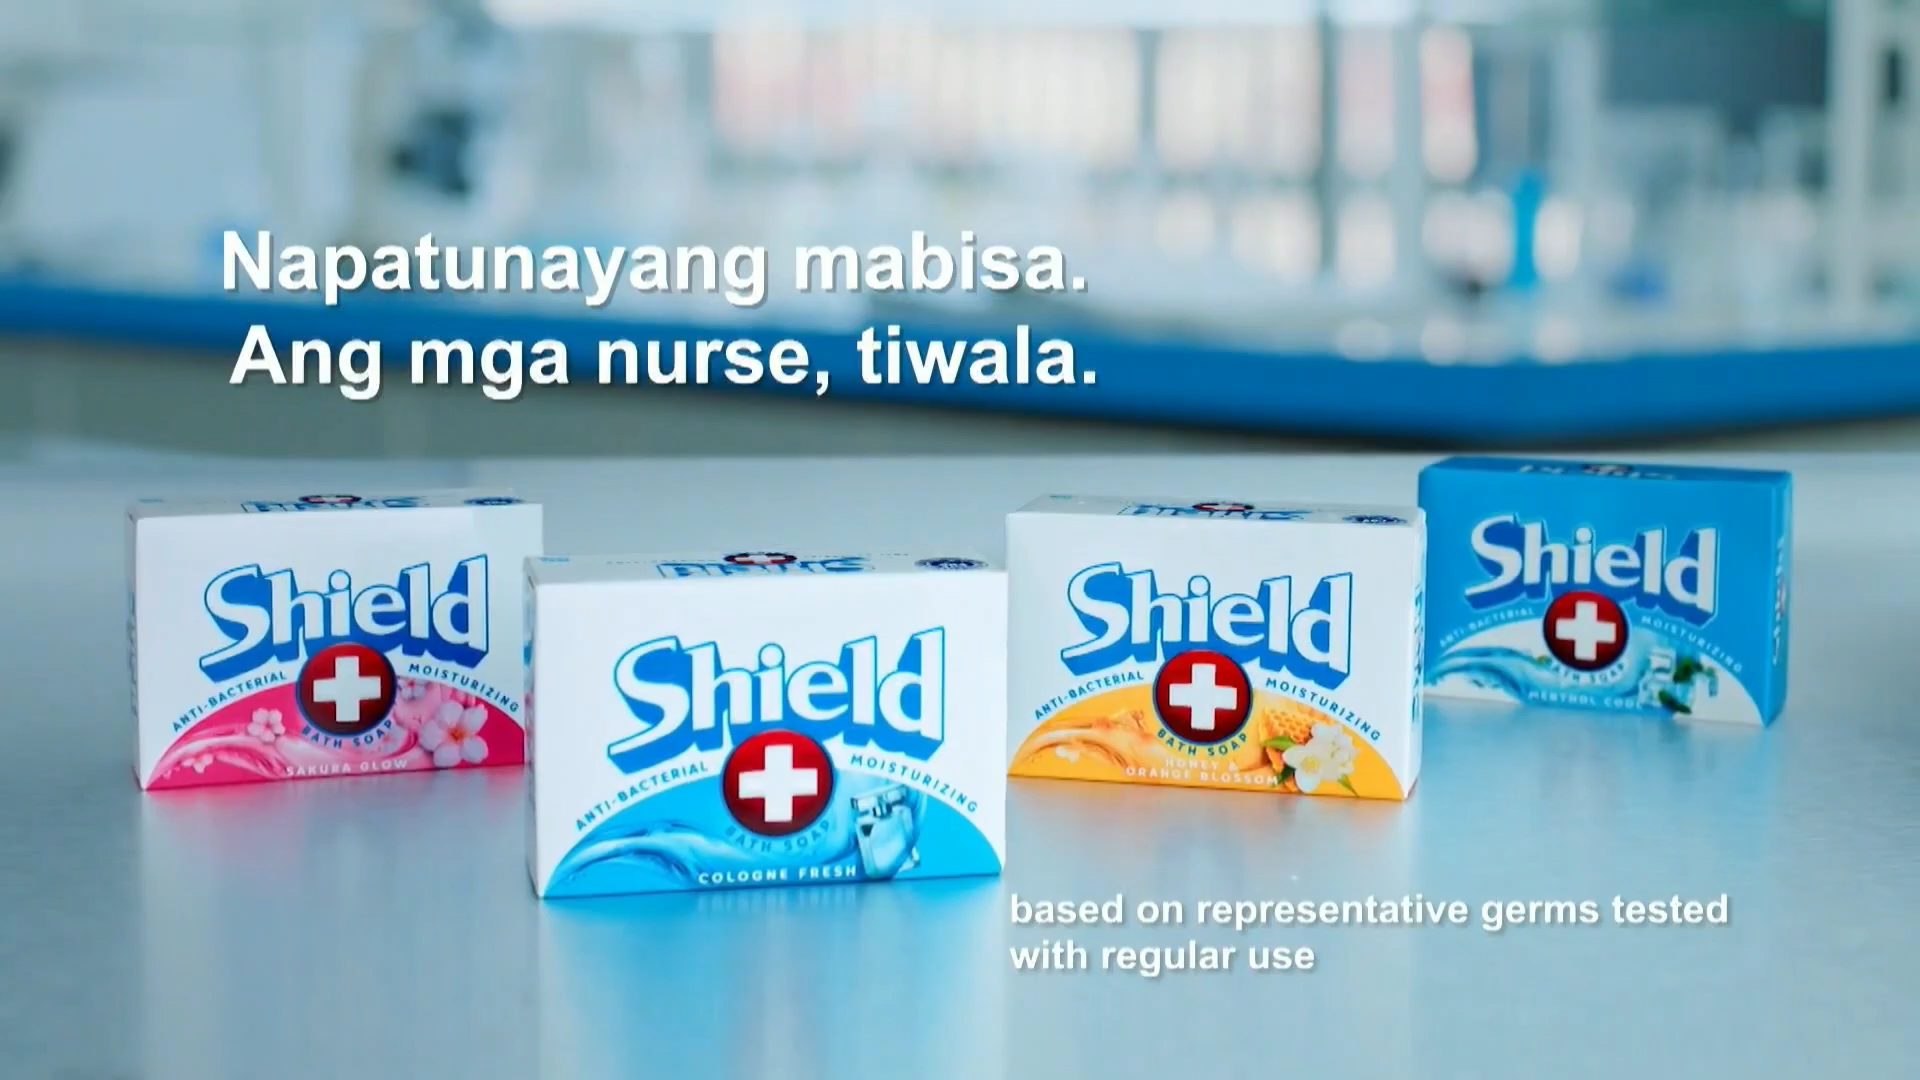 Napatunayang mabisa.
Ang mga nurse, tiwala.
Shield
ANTI-BACTERIAL
MOISTURIZING
BATH SOAP
SAKURA GLOW
Shield
ANTI-BACTERIAL
MOISTURIZING
BATH SOAP
COLOGNE FRESH
Shield
ANTI-BACTERIAL
MOISTURIZING
BATH SOAP
HONEY &
ORANGE BLOSSOM
Shield
ANTI-BACTERIAL
MOISTURIZING
BATH SOAP
MENTHOL COOL
based on representative germs tested
with regular use